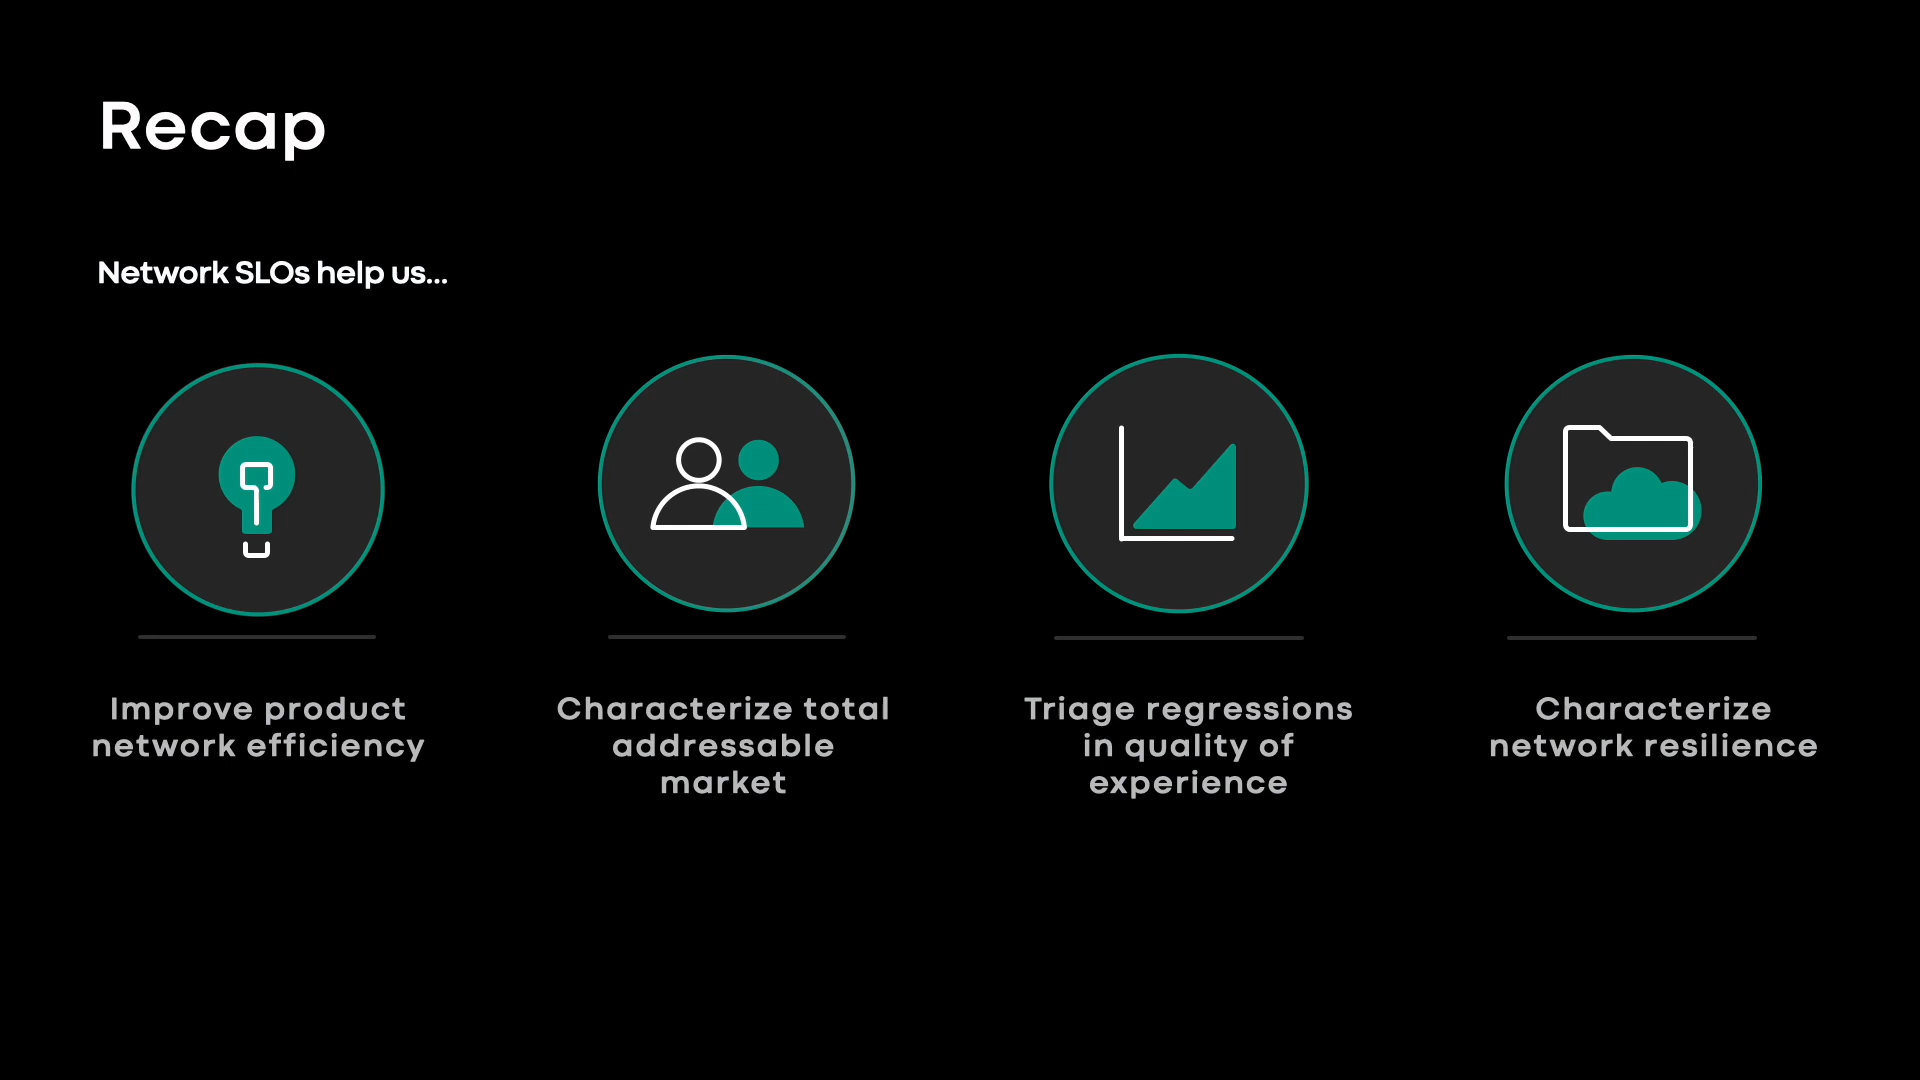 Recap
Network SLOs help us...
Improve product
network efficiency
Characterize total
addressable
market
Triage regressions
in quality of
experience
Characterize
network resilience